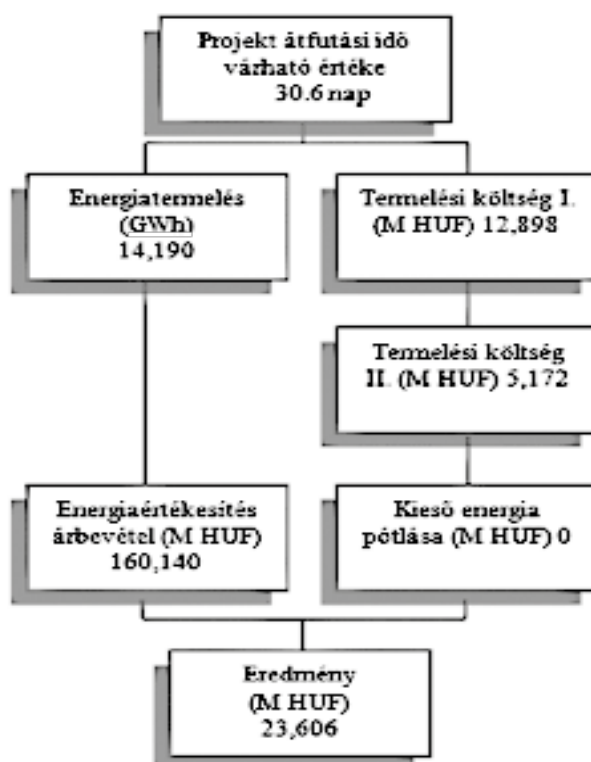 Projekt átfutási idő
várható értéke
30.6 nap
Energiatermelés
(GWh)
14,190
Termelési költség I.
(M HUF) 12,898
Termelési költség
II. (M HUF) 5,172
Energiaértékesítés
árbevétel (M HUF)
160,140
Kieső energia
pótlása (M HUF) 0
Eredmény
(M HUF)
23,606